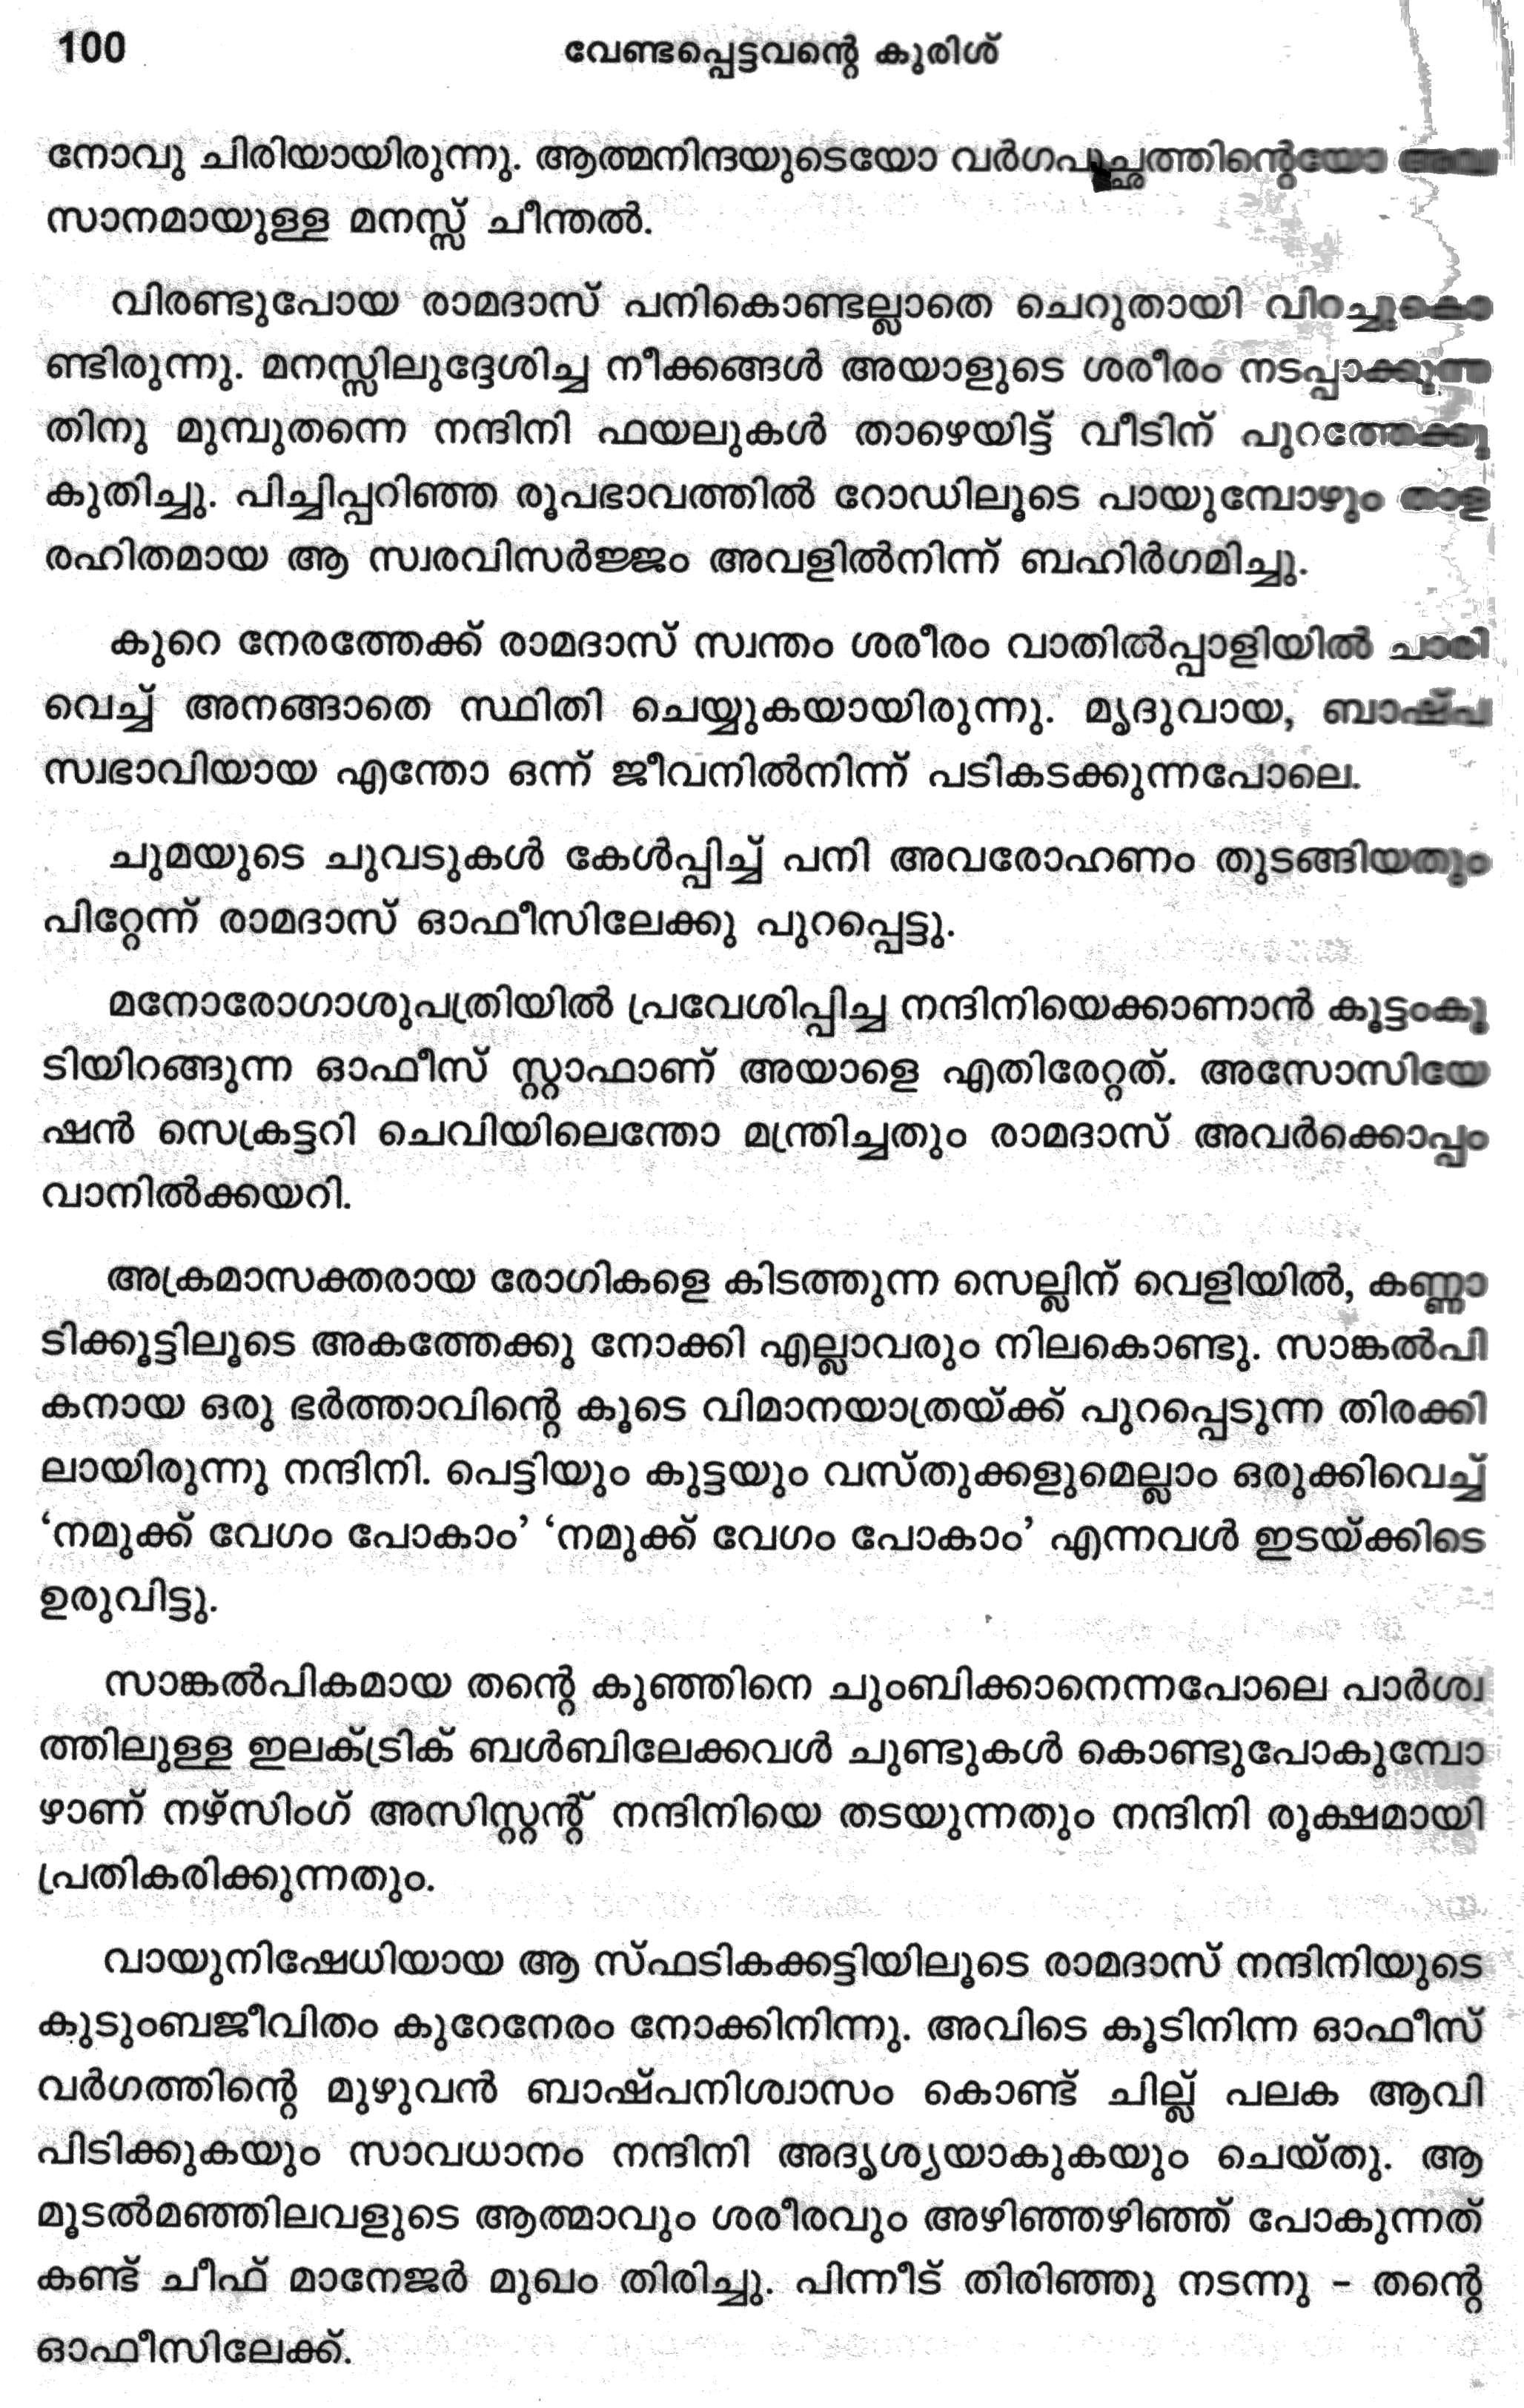 100
വേണ്ടപ്പെട്ടവന്റെ കുരിശ്
നോവു ചിരിയായിരുന്നു. ആത്മനിന്ദയുടെയോ വർഗപുച്ഛത്തിന്റെയോ അവ
സാനമായുള്ള മനസ്സ് ചീന്തൽ.
വിരണ്ടുപോയ രാമദാസ് പനികൊണ്ടല്ലാതെ ചെറുതായി വിറച്ചുകൊ
ണ്ടിരുന്നു. മനസ്സിലുദ്ദേശിച്ച നീക്കങ്ങൾ അയാളുടെ ശരീരം നടപ്പാക്കുന്ന
തിനു മുമ്പുതന്നെ നന്ദിനി ഫയലുകൾ താഴെയിട്ട് വീടിന് പുറത്തേക്കു
കുതിച്ചു. പിച്ചിപ്പറിഞ്ഞ രൂപഭാവത്തിൽ റോഡിലൂടെ പായുമ്പോഴും താള
രഹിതമായ ആ സ്വരവിസർജ്ജം അവളിൽനിന്ന് ബഹിർഗമിച്ചു.
കുറെ നേരത്തേക്ക് രാമദാസ് സ്വന്തം ശരീരം വാതിൽപ്പാളിയിൽ ചാരി
വെച്ച് അനങ്ങാതെ സ്ഥിതി ചെയ്യുകയായിരുന്നു. മൃദുവായ, ബാഷ്പ
സ്വഭാവിയായ എന്തോ ഒന്ന് ജീവനിൽനിന്ന് പടികടക്കുന്നപോലെ.
ചുമയുടെ ചുവടുകൾ കേൾപ്പിച്ച് പനി അവരോഹണം തുടങ്ങിയതും
പിറ്റേന്ന് രാമദാസ് ഓഫീസിലേക്കു പുറപ്പെട്ടു.
മനോരോഗാശുപത്രിയിൽ പ്രവേശിപ്പിച്ച നന്ദിനിയെക്കാണാൻ കൂട്ടംകൂ
ടിയിറങ്ങുന്ന ഓഫീസ് സ്റ്റാഫാണ് അയാളെ എതിരേറ്റത്. അസോസിയേ
ഷൻ സെക്രട്ടറി ചെവിയിലെന്തോ മന്ത്രിച്ചതും രാമദാസ് അവർക്കൊപ്പം
വാനിൽക്കയറി.
അക്രമാസക്തരായ രോഗികളെ കിടത്തുന്ന സെല്ലിന് വെളിയിൽ, കണ്ണാ
ടിക്കൂട്ടിലൂടെ അകത്തേക്കു നോക്കി എല്ലാവരും നിലകൊണ്ടു. സാങ്കൽപി
കനായ ഒരു ഭർത്താവിന്റെ കൂടെ വിമാനയാത്രയ്ക്ക് പുറപ്പെടുന്ന തിരക്കി
ലായിരുന്നു നന്ദിനി. പെട്ടിയും കുട്ടയും വസ്തുക്കളുമെല്ലാം ഒരുക്കിവെച്ച്
‘നമുക്ക് വേഗം പോകാം’ ‘നമുക്ക് വേഗം പോകാം’ എന്നവൾ ഇടയ്ക്കിടെ
ഉരുവിട്ടു.
സാങ്കൽപികമായ തന്റെ കുഞ്ഞിനെ ചുംബിക്കാനെന്നപോലെ പാർശ്വ
ത്തിലുള്ള ഇലക്ട്രിക് ബൾബിലേക്കവൾ ചുണ്ടുകൾ കൊണ്ടുപോകുമ്പോ
ഴാണ് നഴ്സിംഗ് അസിസ്റ്റന്റ് നന്ദിനിയെ തടയുന്നതും നന്ദിനി രൂക്ഷമായി
പ്രതികരിക്കുന്നതും.
വായുനിഷേധിയായ ആ സ്ഫടികക്കട്ടിയിലൂടെ രാമദാസ് നന്ദിനിയുടെ
കുടുംബജീവിതം കുറേനേരം നോക്കിനിന്നു. അവിടെ കൂടിനിന്ന ഓഫീസ്
വർഗത്തിന്റെ മുഴുവൻ ബാഷ്പനിശ്വാസം കൊണ്ട് ചില്ല് പലക ആവി
പിടിക്കുകയും സാവധാനം നന്ദിനി അദൃശ്യയാകുകയും ചെയ്തു. ആ
മൂടൽമഞ്ഞിലവളുടെ ആത്മാവും ശരീരവും അഴിഞ്ഞഴിഞ്ഞ് പോകുന്നത്
കണ്ട് ചീഫ് മാനേജർ മുഖം തിരിച്ചു. പിന്നീട് തിരിഞ്ഞു നടന്നു – തന്റെ
ഓഫീസിലേക്ക്.